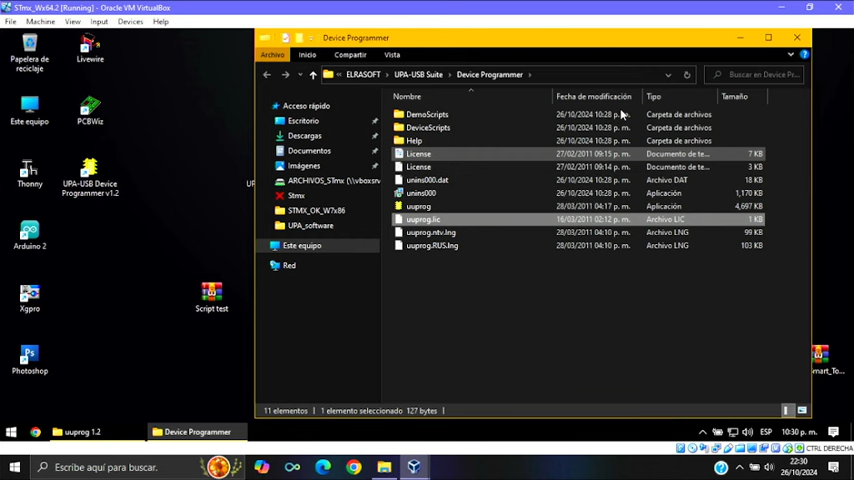 STmx_Wx64.2 [Running] - Oracle VM VirtualBox
File Machine View Input Devices Help
Papelera de reciclaje
Livewire
Este equipo
PCBWiz
Thonny
UPA-USB Device Programmer v1.2
Arduino 2
Xgpro
Script test
Photoshop
Device Programmer
Archivo Inicio Compartir Vista
« ELRASOFT › UPA-USB Suite › Device Programmer ›
Buscar en Device Pro...
Acceso rápido
Escritorio
Descargas
Documentos
Imágenes
ARCHIVOS_STmx (\\vboxsrv
Stmx
STMX_OK_W7x86
UPA_software
Este equipo
Red
Nombre Fecha de modificación Tipo Tamaño
DemoScripts 26/10/2024 10:28 p. m. Carpeta de archivos
DeviceScripts 26/10/2024 10:28 p. m. Carpeta de archivos
Help 26/10/2024 10:28 p. m. Carpeta de archivos
License 27/02/2011 09:15 p. m. Documento de te... 7 KB
License 27/02/2011 09:14 p. m. Documento de te... 3 KB
unins000.dat 26/10/2024 10:28 p. m. Archivo DAT 18 KB
unins000 26/10/2024 10:28 p. m. Aplicación 1,170 KB
uuprog 28/03/2011 04:17 p. m. Aplicación 4,697 KB
uuprog.lic 16/03/2011 02:12 p. m. Archivo LIC 1 KB
uuprog.ntv.lng 28/03/2011 04:10 p. m. Archivo LNG 99 KB
uuprog.RUS.lng 28/03/2011 04:10 p. m. Archivo LNG 103 KB
11 elementos 1 elemento seleccionado 127 bytes
uuprog 1.2
Device Programmer
ESP 10:30 p. m.
CTRL DERECHA
Escribe aquí para buscar.
22:30
26/10/2024